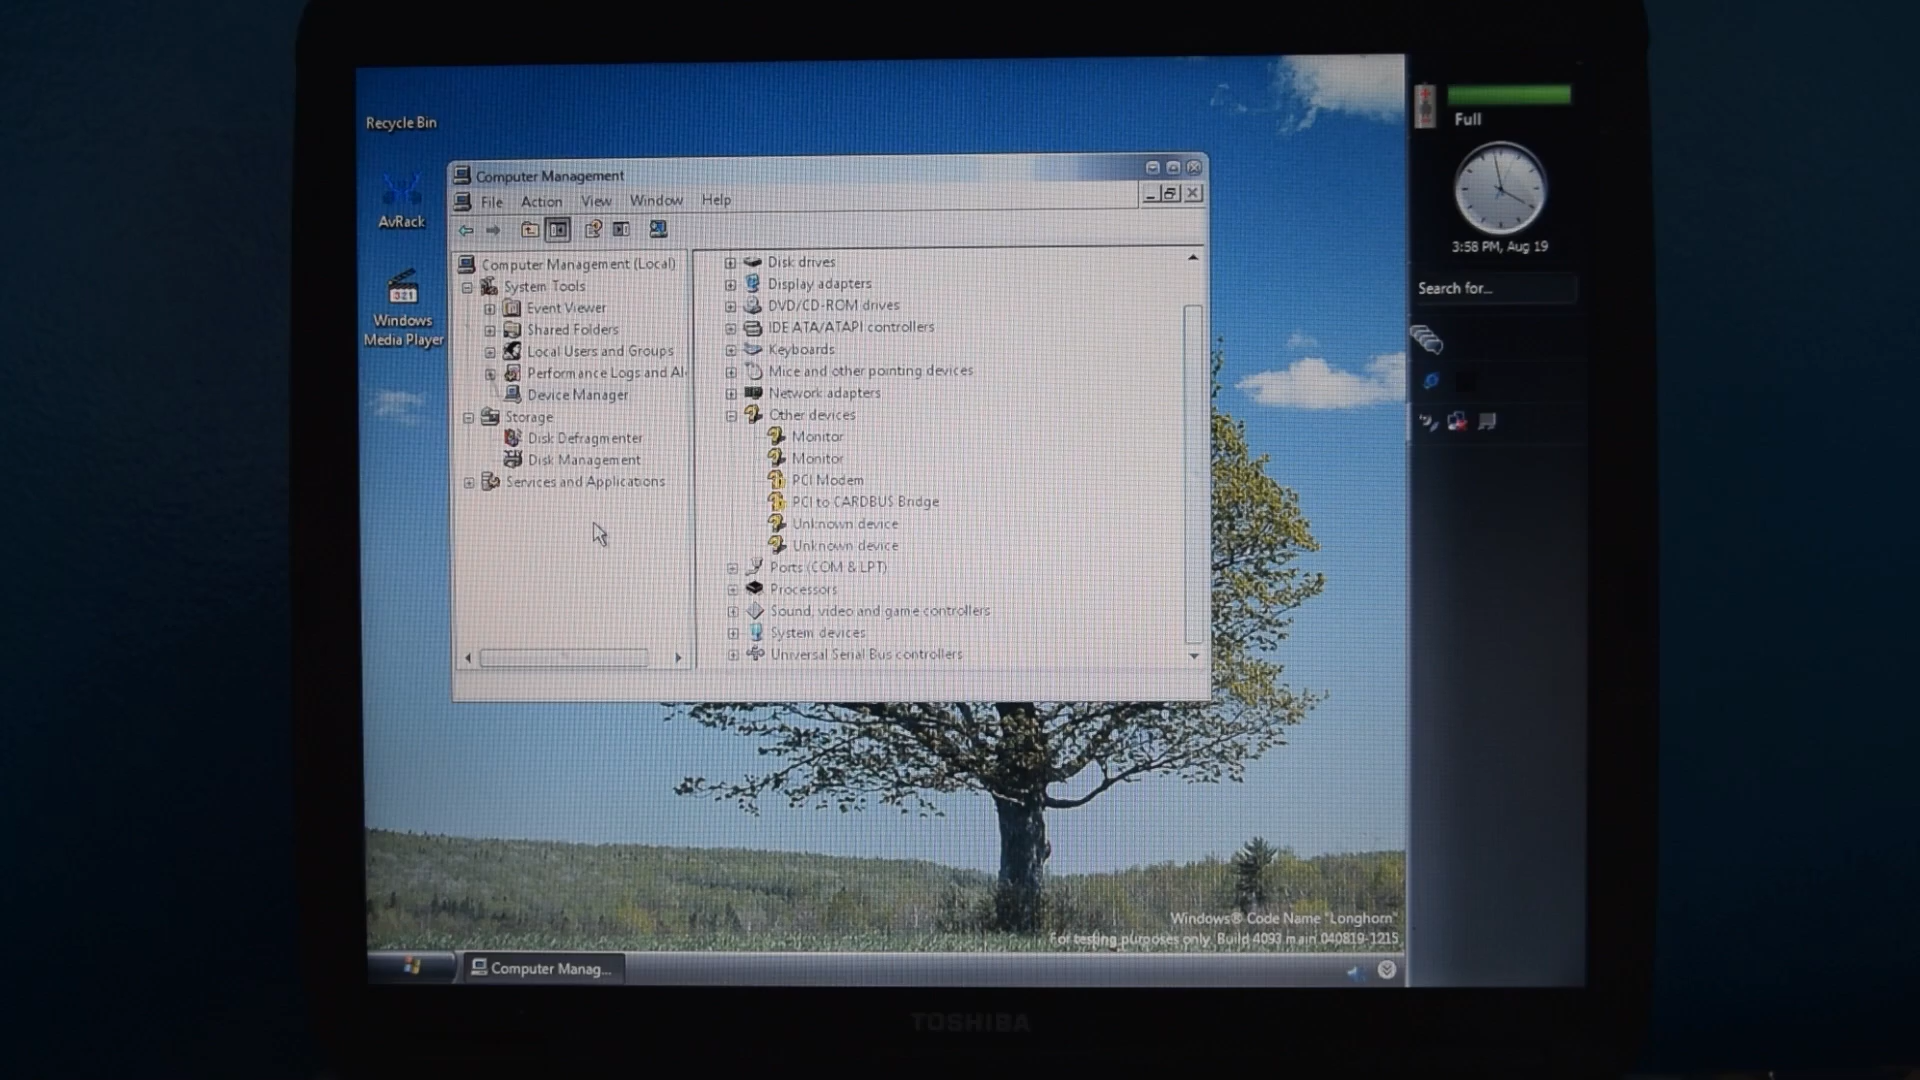 Recycle Bin
AvRack
321
Windows
Media Player
Computer Management
File Action View Window Help
Computer Management (Local)
System Tools
Event Viewer
Shared Folders
Local Users and Groups
Performance Logs and Al
Device Manager
Storage
Disk Defragmenter
Disk Management
Services and Applications
Disk drives
Display adapters
DVD/CD-ROM drives
IDE ATA/ATAPI controllers
Keyboards
Mice and other pointing devices
Network adapters
Other devices
Monitor
Monitor
PCI Modem
PCI to CARDBUS Bridge
Unknown device
Unknown device
Ports (COM & LPT)
Processors
Sound, video and game controllers
System devices
Universal Serial Bus controllers
Full
3:58 PM, Aug 19
Search for...
Windows® Code Name "Longhorn"
For testing purposes only. Build 4093.main.040819-1215
Computer Manag...
TOSHIBA